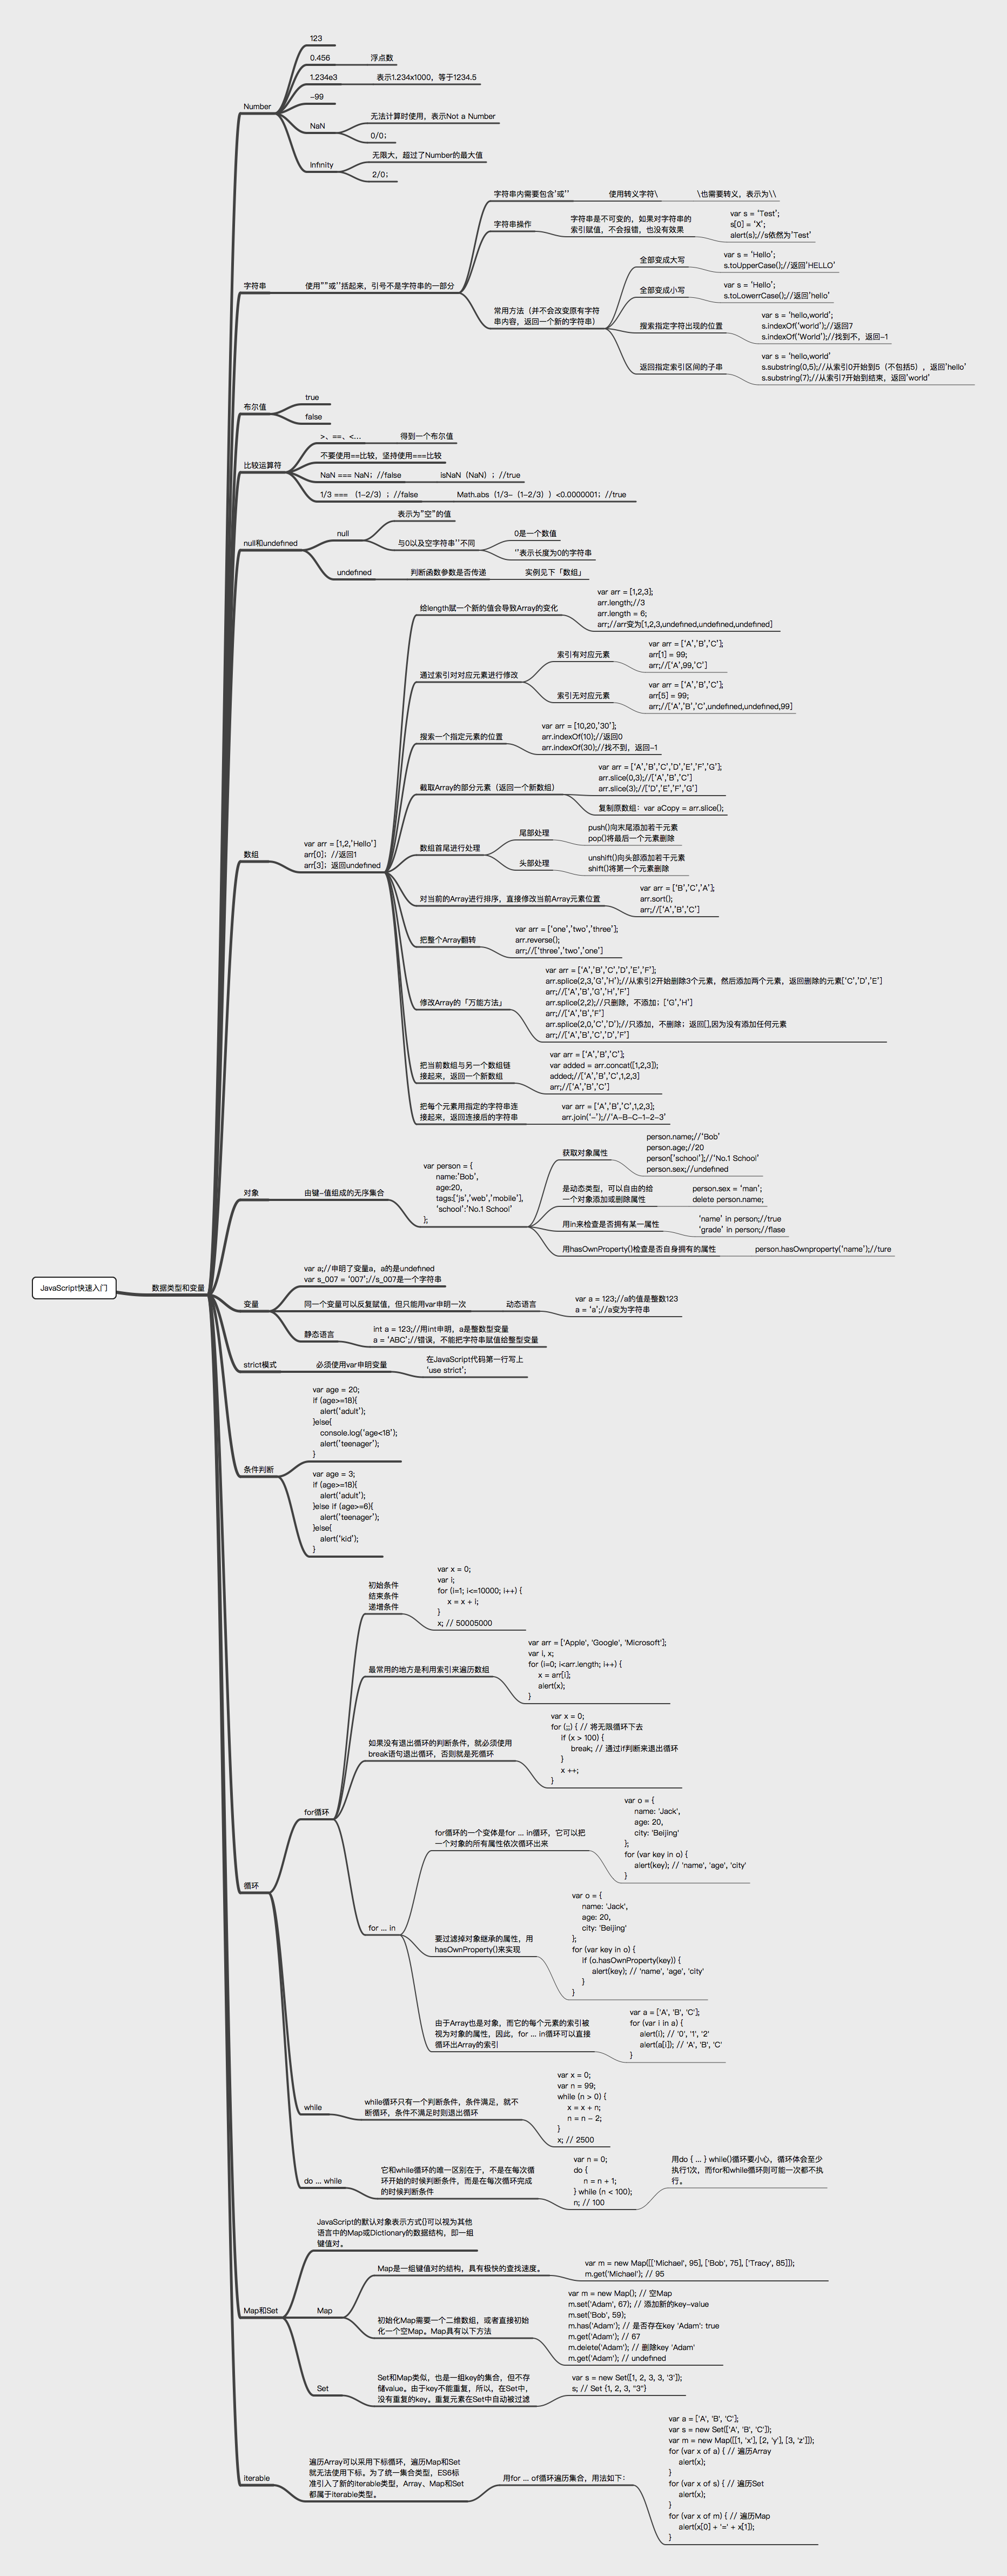 JavaScript快速入门
数据类型和变量
Number
123
0.456
浮点数
1.234e3
表示1.234x1000，等于1234.5
-99
NaN
无法计算时使用，表示Not a Number
0/0；
Infinity
无限大，超过了Number的最大值
2/0；
字符串
使用""或''括起来，引号不是字符串的一部分
字符串内需要包含'或''
使用转义字符\
\也需要转义，表示为\\
字符串操作
字符串是不可变的，如果对字符串的
索引赋值，不会报错，也没有效果
var s = 'Test';
s[0] = 'X';
alert(s);//s依然为'Test'
常用方法（并不会改变原有字符
串内容，返回一个新的字符串）
全部变成大写
var s = 'Hello';
s.toUpperCase();//返回'HELLO'
全部变成小写
var s = 'Hello';
s.toLowerrCase();//返回'hello'
搜索指定字符出现的位置
var s = 'hello,world';
s.indexOf('world');//返回7
s.indexOf('World');//找到不，返回-1
返回指定索引区间的子串
var s = 'hello,world'
s.substring(0,5);//从索引0开始到5（不包括5），返回'hello'
s.substring(7);//从索引7开始到结束，返回'world'
布尔值
true
false
比较运算符
>、==、<...
得到一个布尔值
不要使用==比较，坚持使用===比较
NaN === NaN；//false
isNaN（NaN）；//true
1/3 === （1-2/3）；//false
Math.abs（1/3-（1-2/3））<0.0000001；//true
null和undefined
null
表示为"空"的值
与0以及空字符串''不同
0是一个数值
''表示长度为0的字符串
undefined
判断函数参数是否传递
实例见下「数组」
数组
var arr = [1,2,'Hello']
arr[0]；//返回1
arr[3]；返回undefined
给length赋一个新的值会导致Array的变化
var arr = [1,2,3];
arr.length;//3
arr.length = 6;
arr;//arr变为[1,2,3,undefined,undefined,undefined]
通过索引对对应元素进行修改
索引有对应元素
var arr = ['A','B','C'];
arr[1] = 99;
arr;//['A',99,'C']
索引无对应元素
var arr = ['A','B','C'];
arr[5] = 99;
arr;//['A','B','C',undefined,undefined,99]
搜索一个指定元素的位置
var arr = [10,20,'30'];
arr.indexOf(10);//返回0
arr.indexOf(30);//找不到，返回-1
截取Array的部分元素（返回一个新数组）
var arr = ['A','B','C','D','E','F','G'];
arr.slice(0,3);//['A','B','C']
arr.slice(3);//['D','E','F','G']
复制原数组：var aCopy = arr.slice();
数组首尾进行处理
尾部处理
push()向末尾添加若干元素
pop()将最后一个元素删除
头部处理
unshift()向头部添加若干元素
shift()将第一个元素删除
对当前的Array进行排序，直接修改当前Array元素位置
var arr = ['B','C','A'];
arr.sort();
arr;//['A','B','C']
把整个Array翻转
var arr = ['one','two','three'];
arr.reverse();
arr;//['three','two','one']
修改Array的「万能方法」
var arr = ['A','B','C','D','E','F'];
arr.splice(2,3,'G','H');//从索引2开始删除3个元素，然后添加两个元素，返回删除的元素['C','D','E']
arr;//['A','B','G','H','F']
arr.splice(2,2);//只删除，不添加；['G','H']
arr;//['A','B','F']
arr.splice(2,0,'C','D');//只添加，不删除；返回[],因为没有添加任何元素
arr;//['A','B','C','D','F']
把当前数组与另一个数组链
接起来，返回一个新数组
var arr = ['A','B','C'];
var added = arr.concat([1,2,3]);
added;//['A','B','C',1,2,3]
arr;//['A','B','C']
把每个元素用指定的字符串连
接起来，返回连接后的字符串
var arr = ['A','B','C',1,2,3];
arr.join('-');//'A-B-C-1-2-3'
对象
由键-值组成的无序集合
var person = {
name:'Bob',
age:20,
tags:['js','web','mobile'],
'school':'No.1 School'
};
获取对象属性
person.name;//'Bob'
person.age;//20
person['school'];//'No.1 School'
person.sex;//undefined
是动态类型，可以自由的给
一个对象添加或删除属性
person.sex = 'man';
delete person.name;
用in来检查是否拥有某一属性
'name' in person;//true
'grade' in person;//flase
用hasOwnProperty()检查是否自身拥有的属性
person.hasOwnproperty('name');//ture
变量
var a;//申明了变量a，a的是undefined
var s_007 = '007';//s_007是一个字符串
同一个变量可以反复赋值，但只能用var申明一次
动态语言
var a = 123;//a的值是整数123
a = 'a';//a变为字符串
静态语言
int a = 123;//用int申明，a是整数型变量
a = 'ABC';//错误，不能把字符串赋值给整型变量
strict模式
必须使用var申明变量
在JavaScript代码第一行写上
'use strict';
条件判断
var age = 20;
if (age>=18){
alert('adult');
}else{
console.log('age<18');
alert('teenager');
}
var age = 3;
if (age>=18){
alert('adult');
}else if (age>=6){
alert('teenager');
}else{
alert('kid');
}
循环
for循环
初始条件
结束条件
递增条件
var x = 0;
var i;
for (i=1; i<=10000; i++) {
x = x + i;
}
x; // 50005000
最常用的地方是利用索引来遍历数组
var arr = ['Apple', 'Google', 'Microsoft'];
var i, x;
for (i=0; i<arr.length; i++) {
x = arr[i];
alert(x);
}
如果没有退出循环的判断条件，就必须使用
break语句退出循环，否则就是死循环
var x = 0;
for (;;) { // 将无限循环下去
if (x > 100) {
break; // 通过if判断来退出循环
}
x ++;
}
for ... in
for循环的一个变体是for ... in循环，它可以把
一个对象的所有属性依次循环出来
var o = {
name: 'Jack',
age: 20,
city: 'Beijing'
};
for (var key in o) {
alert(key); // 'name', 'age', 'city'
}
要过滤掉对象继承的属性，用
hasOwnProperty()来实现
var o = {
name: 'Jack',
age: 20,
city: 'Beijing'
};
for (var key in o) {
if (o.hasOwnProperty(key)) {
alert(key); // 'name', 'age', 'city'
}
}
由于Array也是对象，而它的每个元素的索引被
视为对象的属性，因此，for ... in循环可以直接
循环出Array的索引
var a = ['A', 'B', 'C'];
for (var i in a) {
alert(i); // '0', '1', '2'
alert(a[i]); // 'A', 'B', 'C'
}
while
while循环只有一个判断条件，条件满足，就不
断循环，条件不满足时则退出循环
var x = 0;
var n = 99;
while (n > 0) {
x = x + n;
n = n - 2;
}
x; // 2500
do ... while
它和while循环的唯一区别在于，不是在每次循
环开始的时候判断条件，而是在每次循环完成
的时候判断条件
var n = 0;
do {
n = n + 1;
} while (n < 100);
n; // 100
用do { ... } while()循环要小心，循环体会至少
执行1次，而for和while循环则可能一次都不执
行。
Map和Set
JavaScript的默认对象表示方式{}可以视为其他
语言中的Map或Dictionary的数据结构，即一组
键值对。
Map
Map是一组键值对的结构，具有极快的查找速度。
var m = new Map([['Michael', 95], ['Bob', 75], ['Tracy', 85]]);
m.get('Michael'); // 95
初始化Map需要一个二维数组，或者直接初始
化一个空Map。Map具有以下方法
var m = new Map(); // 空Map
m.set('Adam', 67); // 添加新的key-value
m.set('Bob', 59);
m.has('Adam'); // 是否存在key 'Adam': true
m.get('Adam'); // 67
m.delete('Adam'); // 删除key 'Adam'
m.get('Adam'); // undefined
Set
Set和Map类似，也是一组key的集合，但不存
储value。由于key不能重复，所以，在Set中，
没有重复的key。重复元素在Set中自动被过滤
var s = new Set([1, 2, 3, 3, '3']);
s; // Set {1, 2, 3, "3"}
iterable
遍历Array可以采用下标循环，遍历Map和Set
就无法使用下标。为了统一集合类型，ES6标
准引入了新的iterable类型，Array、Map和Set
都属于iterable类型。
用for ... of循环遍历集合，用法如下：
var a = ['A', 'B', 'C'];
var s = new Set(['A', 'B', 'C']);
var m = new Map([[1, 'x'], [2, 'y'], [3, 'z']]);
for (var x of a) { // 遍历Array
alert(x);
}
for (var x of s) { // 遍历Set
alert(x);
}
for (var x of m) { // 遍历Map
alert(x[0] + '=' + x[1]);
}